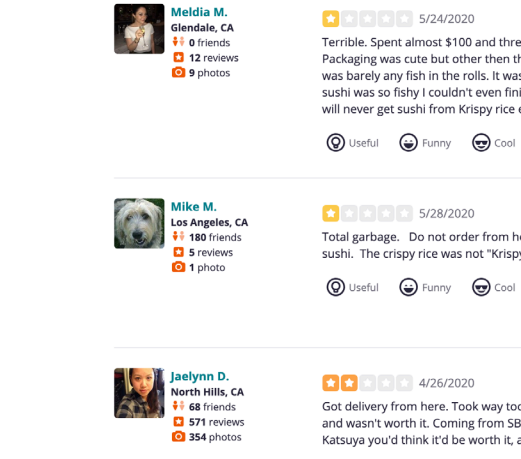 Meldia M.
Glendale, CA
0 friends
12 reviews
9 photos
5/24/2020
Terrible. Spent almost $100 and thre
Packaging was cute but other then th
was barely any fish in the rolls. It was
sushi was so fishy I couldn't even fini
will never get sushi from Krispy rice e
Useful Funny Cool
Mike M.
Los Angeles, CA
180 friends
5 reviews
1 photo
5/28/2020
Total garbage. Do not order from he
sushi. The crispy rice was not "Krispy
Useful Funny Cool
Jaelynn D.
North Hills, CA
68 friends
571 reviews
354 photos
4/26/2020
Got delivery from here. Took way too
and wasn't worth it. Coming from SB
Katsuya you'd think it'd be worth it, a